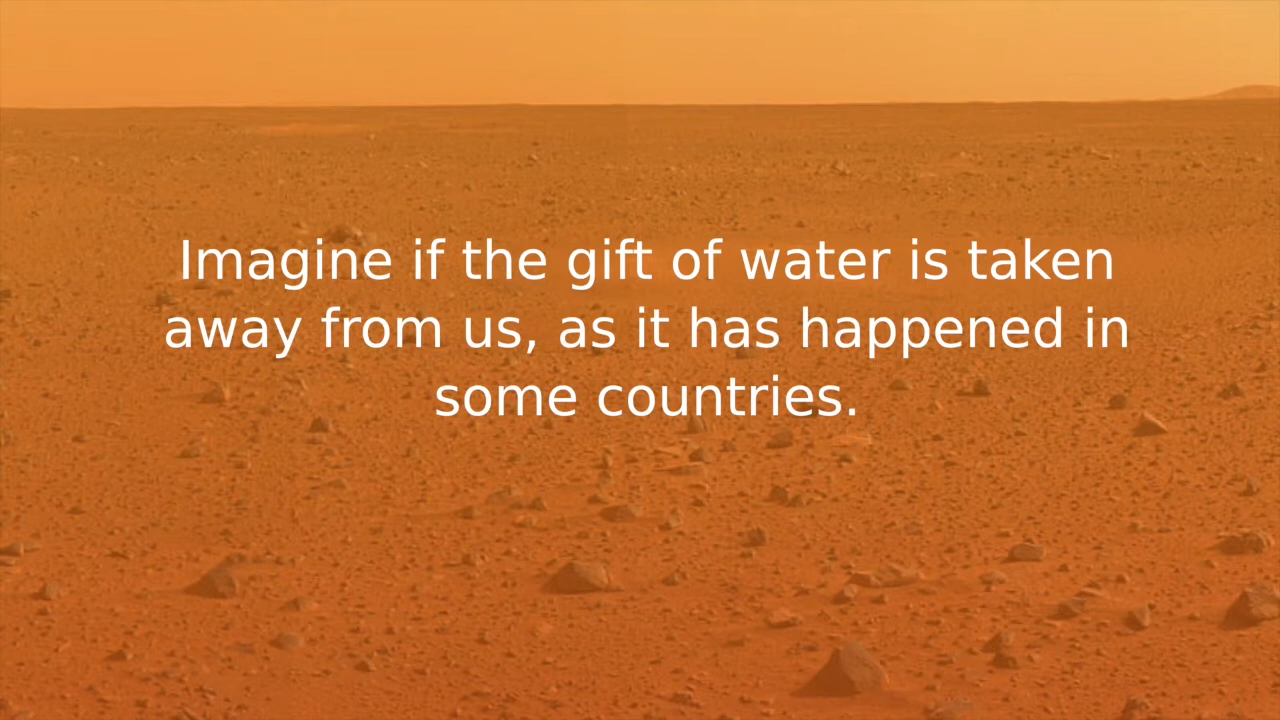 Imagine if the gift of water is taken
away from us, as it has happened in
some countries.